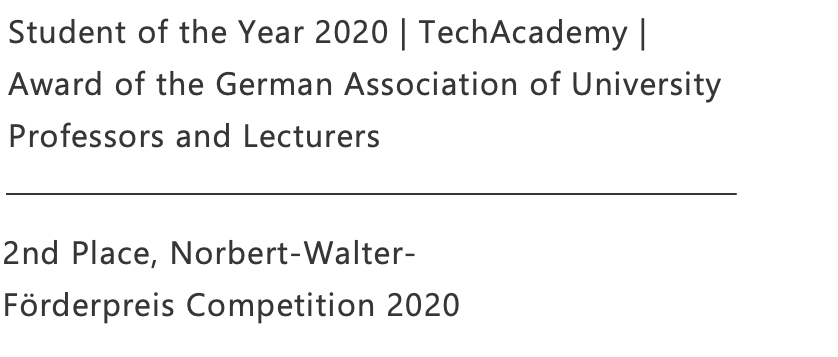 Student of the Year 2020 | TechAcademy |
Award of the German Association of University
Professors and Lecturers
2nd Place, Norbert-Walter-
Förderpreis Competition 2020